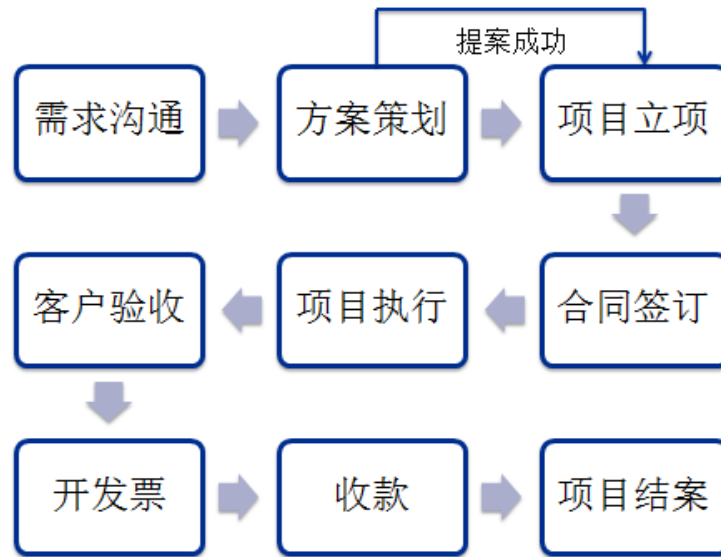 提案成功
需求沟通
方案策划
项目立项
合同签订
项目执行
客户验收
开发票
收款
项目结案